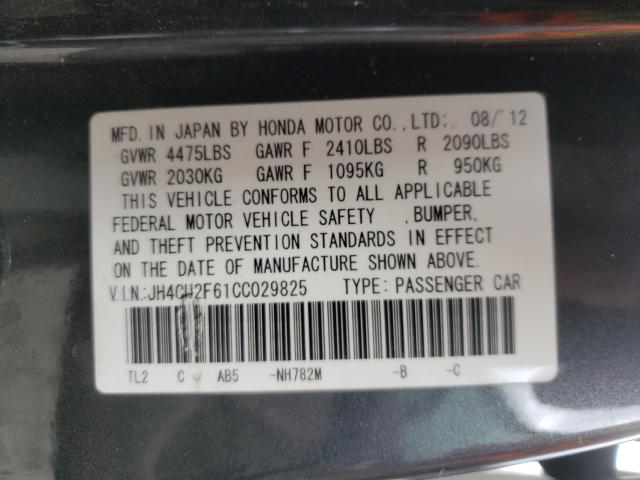 MFD. IN JAPAN BY HONDA MOTOR CO.,LTD: 08/ 12
GVWR 4475LBS GAWR F 2410LBS R 2090LBS
GVWR 2030KG GAWR F 1095KG R 950KG
THIS VEHICLE CONFORMS TO ALL APPLICABLE
FEDERAL MOTOR VEHICLE SAFETY ,BUMPER,
AND THEFT PREVENTION STANDARDS IN EFFECT
ON THE DATE OF MANUFACTURE SHOWN ABOVE.
V.I.N.:JH4CU2F61CC029825 TYPE: PASSENGER CAR
TL2 C AB5 -NH782M -B -C